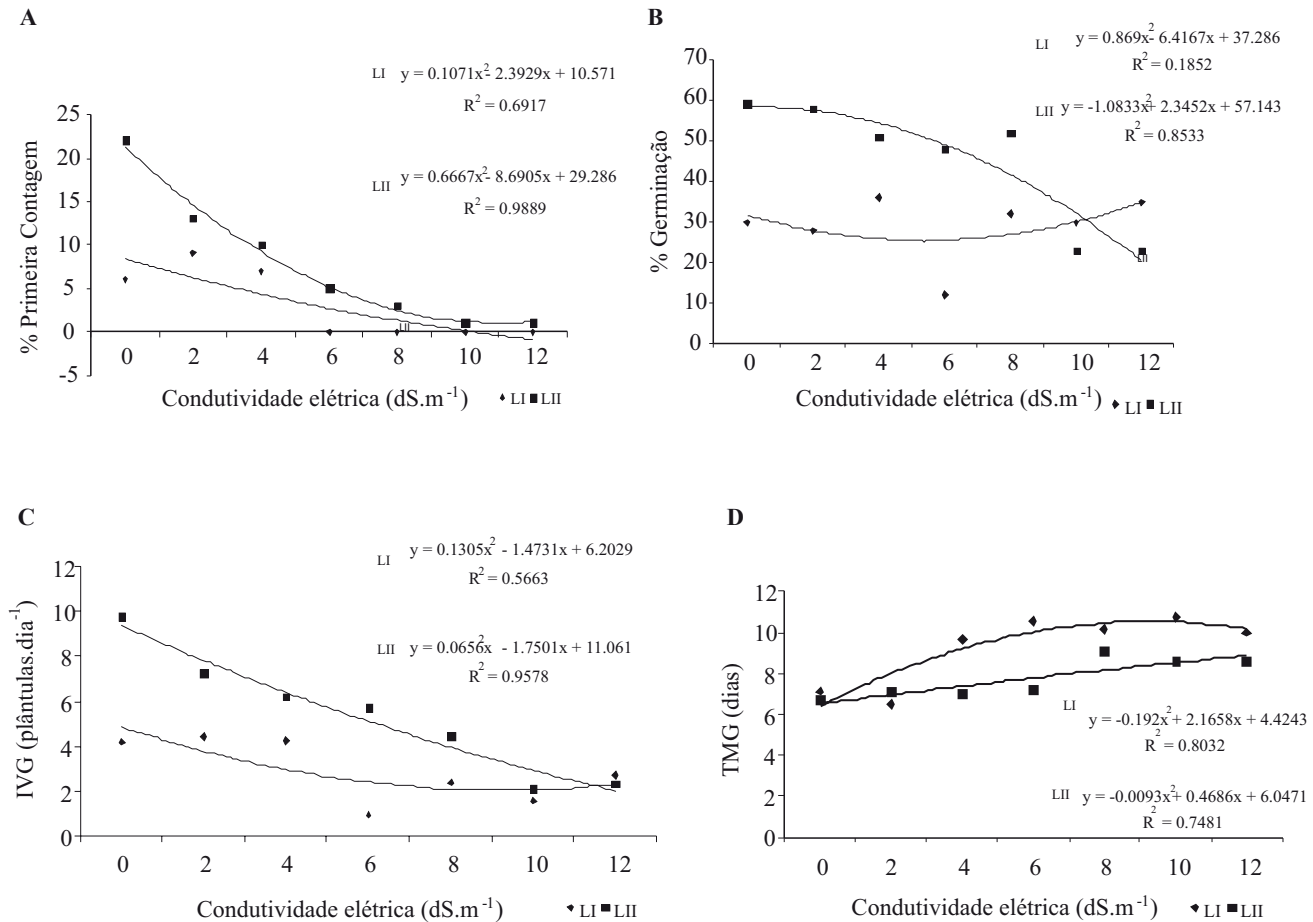 A
LI y = 0.1071x² - 2.3929x + 10.571
R² = 0.6917
LII y = 0.6667x² - 8.6905x + 29.286
R² = 0.9889
% Primeira Contagem
25
20
15
10
5
0
-5
0 2 4 6 8 10 12
LII
Condutividade elétrica (dS.m⁻¹) LI LII
B
LI y = 0.869x² - 6.4167x + 37.286
R² = 0.1852
LII y = -1.0833x² + 2.3452x + 57.143
R² = 0.8533
% Germinação
70
60
50
40
30
20
10
0
0 2 4 6 8 10 12
LII
Condutividade elétrica (dS.m⁻¹) LI LII
C
LI y = 0.1305x² - 1.4731x + 6.2029
R² = 0.5663
LII y = 0.0656x² - 1.7501x + 11.061
R² = 0.9578
IVG (plântulas.dia⁻¹)
12
10
8
6
4
2
0
0 2 4 6 8 10 12
Condutividade elétrica (dS.m⁻¹) LI LII
D
TMG (dias)
12
10
8
6
4
2
0
LI y = -0.192x² + 2.1658x + 4.4243
R² = 0.8032
LII y = -0.0093x² + 0.4686x + 6.0471
R² = 0.7481
0 2 4 6 8 10 12
Condutividade elétrica (dS.m⁻¹) LI LII